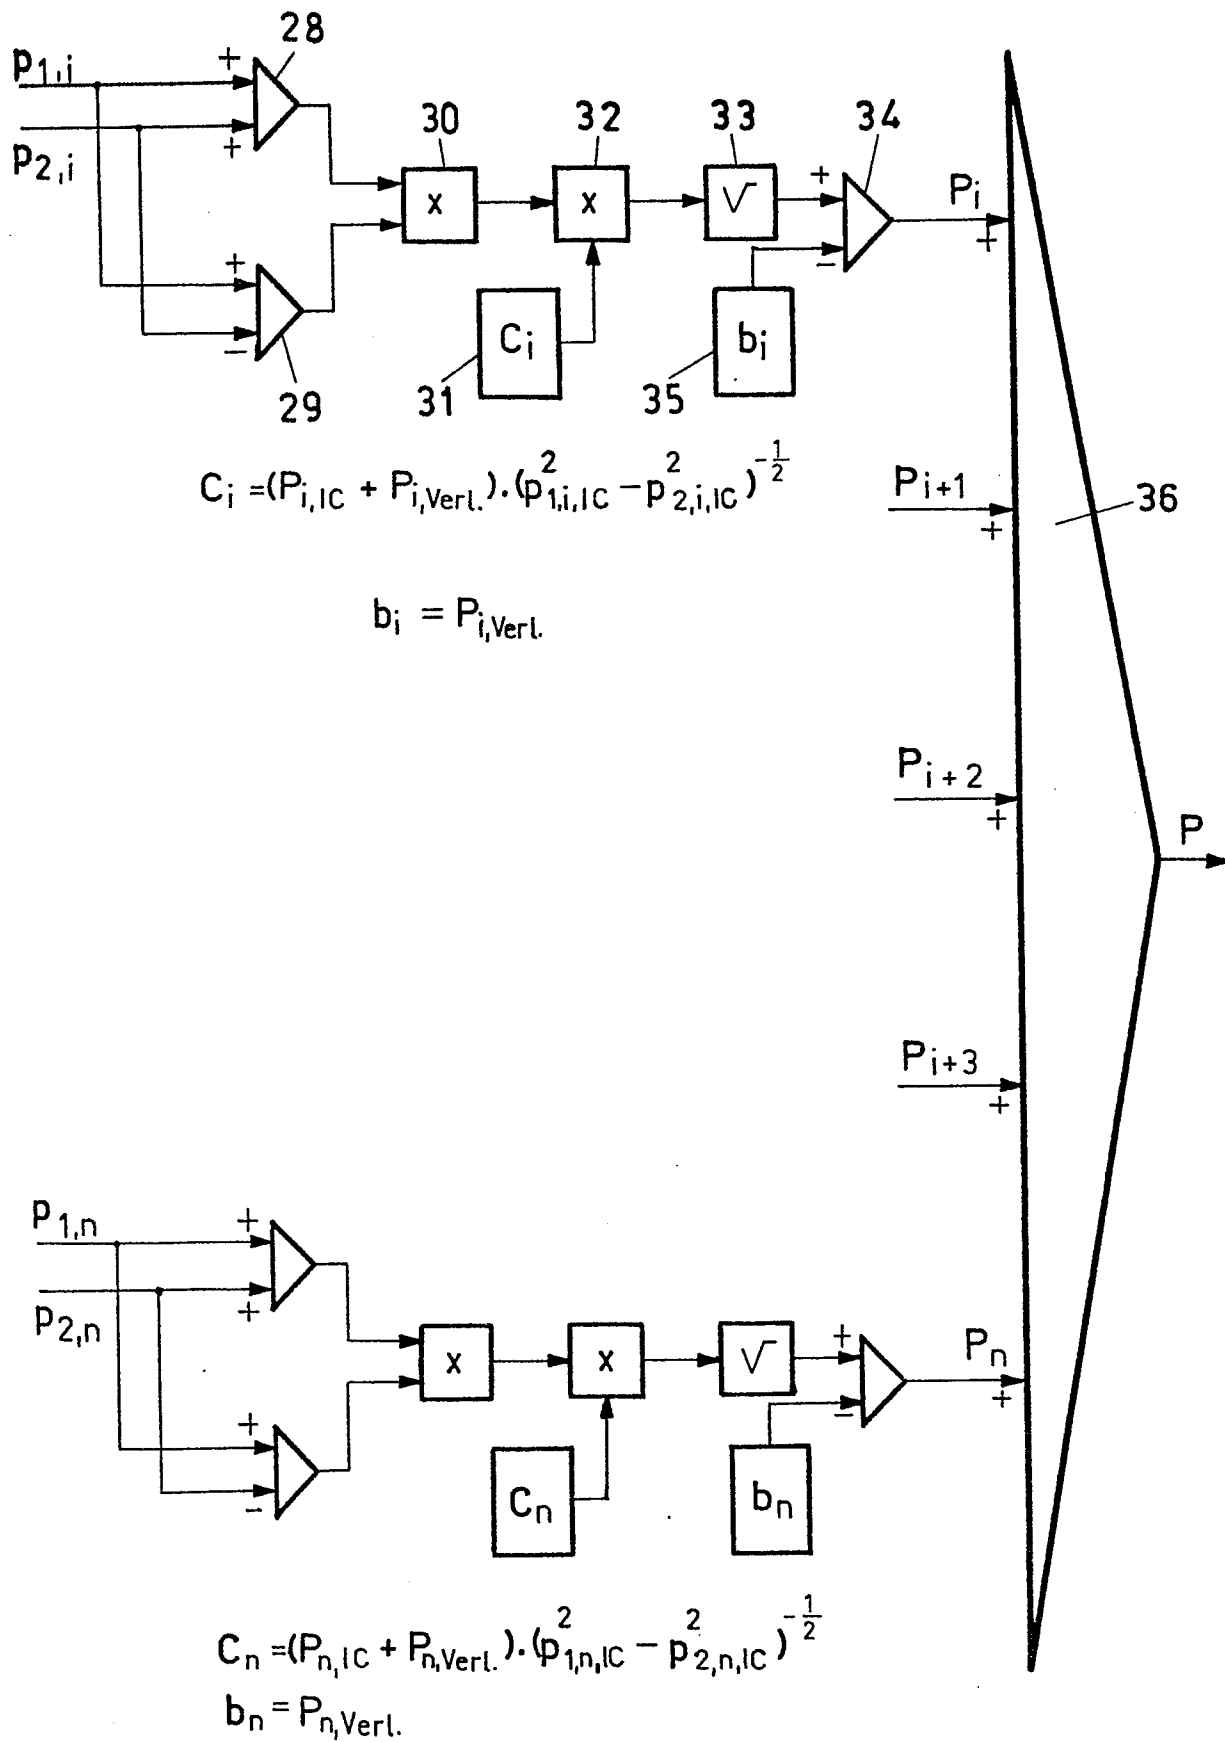 28
p1,i
+
+
p2,i
30
32
33
34
x
x
√
+
−
Pi
+
+
−
29
Ci
31
bi
35
Ci = (Pi,IC + Pi,Verl.) . (p²1,i,IC − p²2,i,IC)^−1/2
Pi+1
+
36
bi = Pi,Verl.
Pi+2
+
P
Pi+3
+
p1,n
+
+
p2,n
x
x
√
+
−
Pn
+
+
−
Cn
bn
Cn = (Pn,IC + Pn,Verl.) . (p²1,n,IC − p²2,n,IC)^−1/2
bn = Pn,Verl.